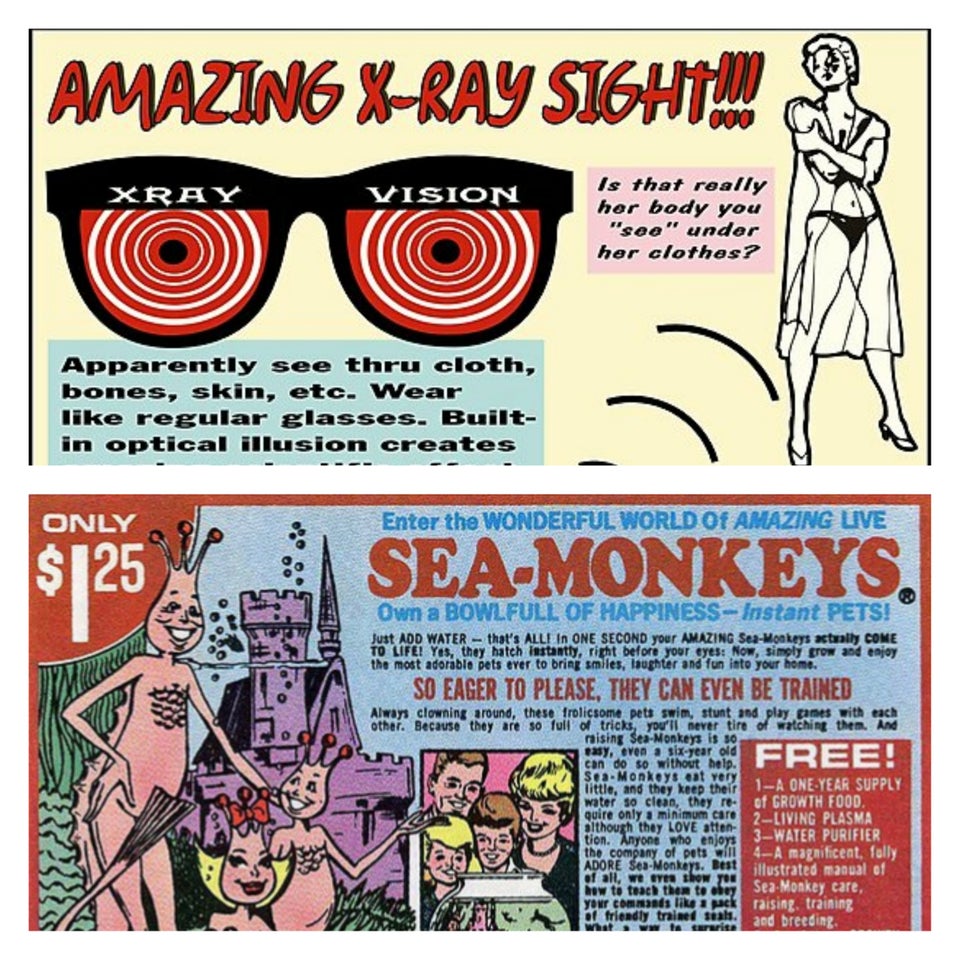 AMAZING X-RAY SIGHT!!!
XRAY VISION
Is that really
her body you
"see" under
her clothes?
Apparently see thru cloth,
bones, skin, etc. Wear
like regular glasses. Built-
in optical illusion creates
ONLY
$1.25
Enter the WONDERFUL WORLD Of AMAZING LIVE
SEA-MONKEYS®
Own a BOWLFULL OF HAPPINESS — Instant PETS!
Just ADD WATER — that's ALL! In ONE SECOND your AMAZING Sea-Monkeys actually COME
TO LIFE! Yes, they hatch instantly, right before your eyes: Now, simply grow and enjoy
the most adorable pets ever to bring smiles, laughter and fun into your home.
SO EAGER TO PLEASE, THEY CAN EVEN BE TRAINED
Always clowning around, these frolicsome pets swim, stunt and play games with each
other. Because they are so full of tricks, you'll never tire of watching them. And
raising Sea-Monkeys is so
easy, even a six-year old
can do so without help.
Sea-Monkeys eat very
little, and they keep their
water so clean, they re-
quire only a minimum care
although they LOVE atten-
tion. Anyone who enjoys
the company of pets will
ADORE Sea-Monkeys. Best
of all, we even show you
how to teach them to obey
your commands like a pack
of friendly trained seals.
What a way to surprise
FREE!
1—A ONE-YEAR SUPPLY
of GROWTH FOOD.
2—LIVING PLASMA
3—WATER PURIFIER
4—A magnificent, fully
illustrated manual of
Sea-Monkey care,
raising, training
and breeding.